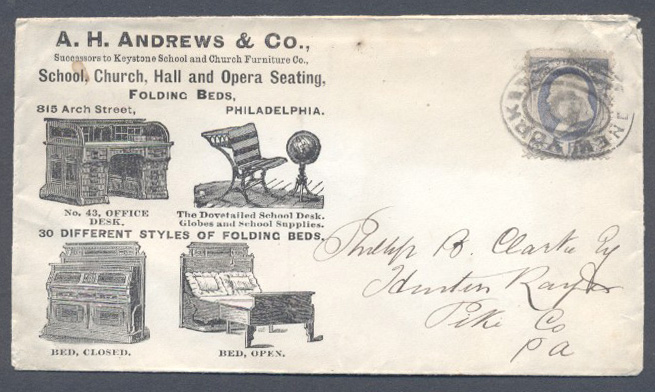 A. H. ANDREWS & CO.,
Successors to Keystone School and Church Furniture Co.,
School, Church, Hall and Opera Seating,
FOLDING BEDS,
815 Arch Street, PHILADELPHIA.
No. 43, OFFICE DESK.
The Dovetailed School Desk.
Globes and School Supplies.
30 DIFFERENT STYLES OF FOLDING BEDS.
BED, CLOSED.
BED, OPEN.
NEW YORK
Philip B. Clarke
Pike Co
Pa